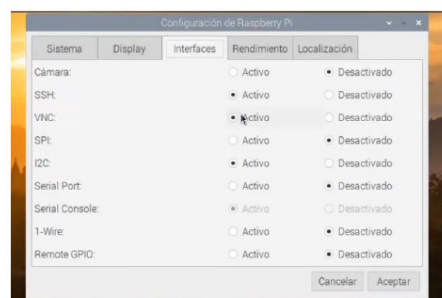 Configuración de Raspberry Pi
Sistema Display Interfaces Rendimiento Localización
Cámara: Activo Desactivado
SSH: Activo Desactivado
VNC: Activo Desactivado
SPI: Activo Desactivado
I2C: Activo Desactivado
Serial Port: Activo Desactivado
Serial Console: Activo Desactivado
1-Wire: Activo Desactivado
Remote GPIO: Activo Desactivado
Cancelar Aceptar